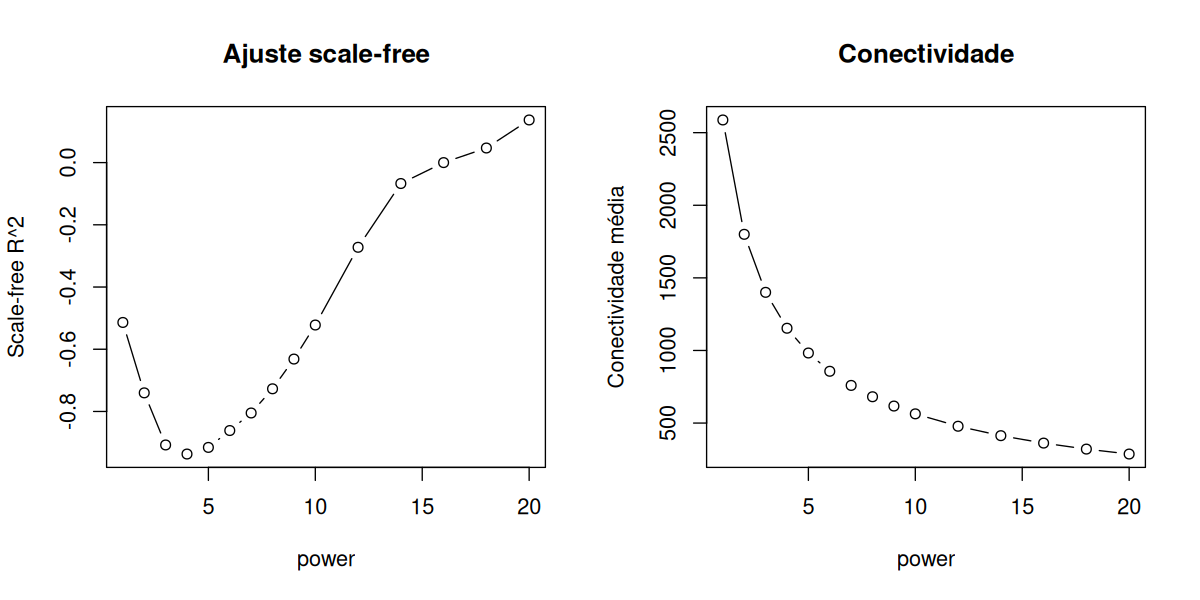 Ajuste scale-free
Scale-free R^2
0.0
-0.2
-0.4
-0.6
-0.8
5 10 15 20
power
Conectividade
Conectividade média
2500
2000
1500
1000
500
5 10 15 20
power